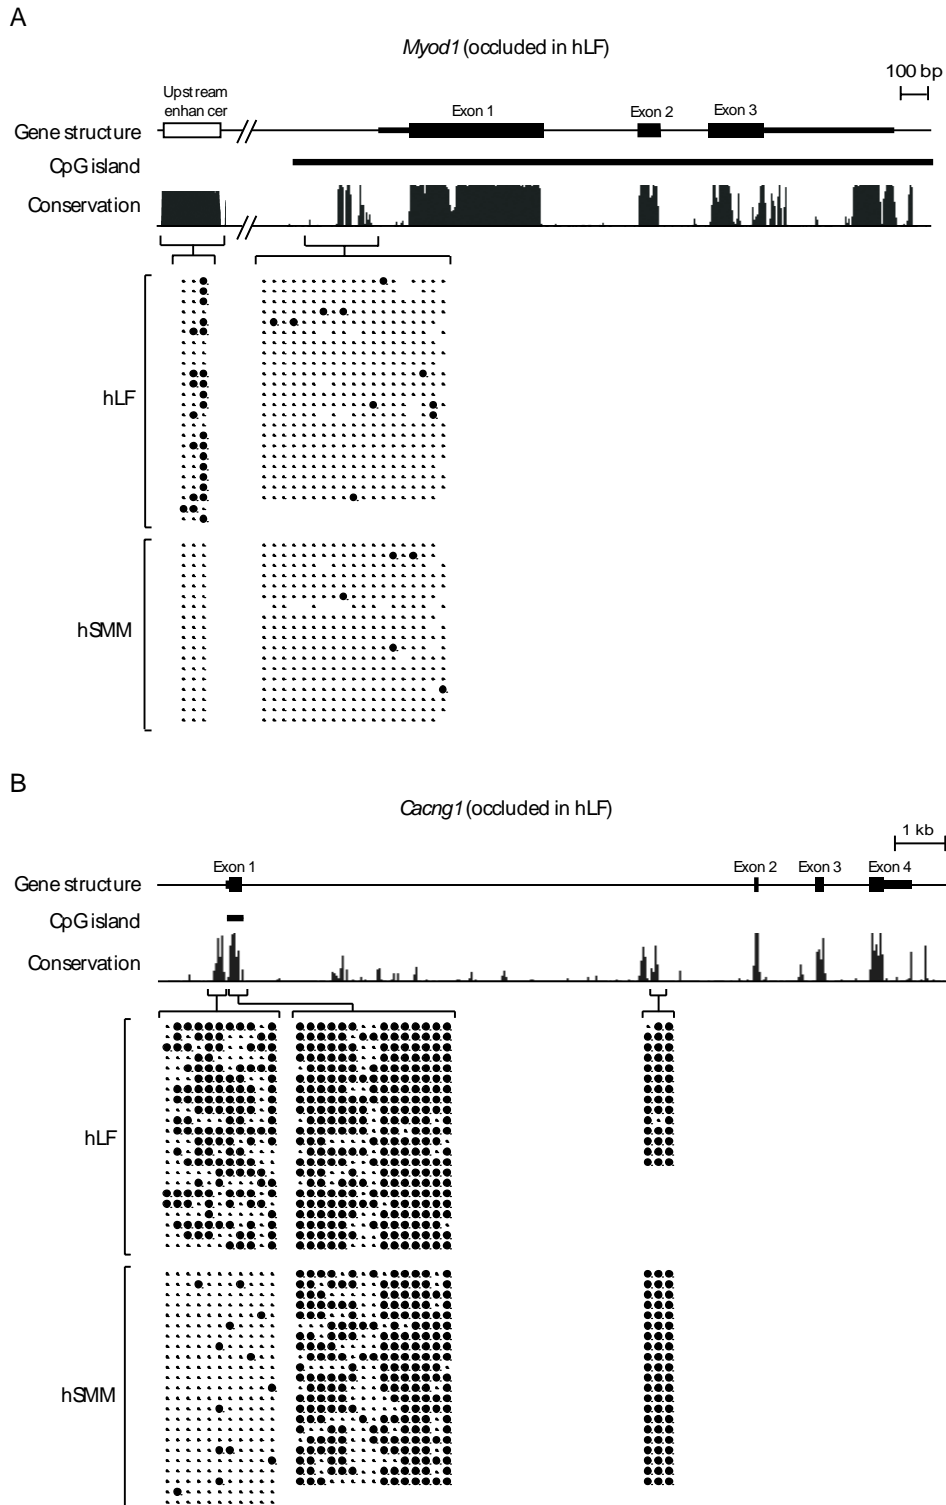 A
Myod1 (occluded in hLF)
100 bp
Upstream
enhancer
Exon 1
Exon 2
Exon 3
Gene structure
CpG island
Conservation
hLF
hSMM
B
Cacng1 (occluded in hLF)
1 kb
Exon 1
Exon 2
Exon 3
Exon 4
Gene structure
CpG island
Conservation
hLF
hSMM